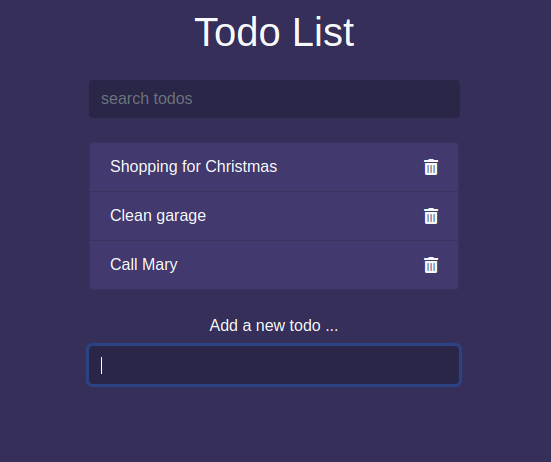 Todo List
search todos
Shopping for Christmas
Clean garage
Call Mary
Add a new todo ...